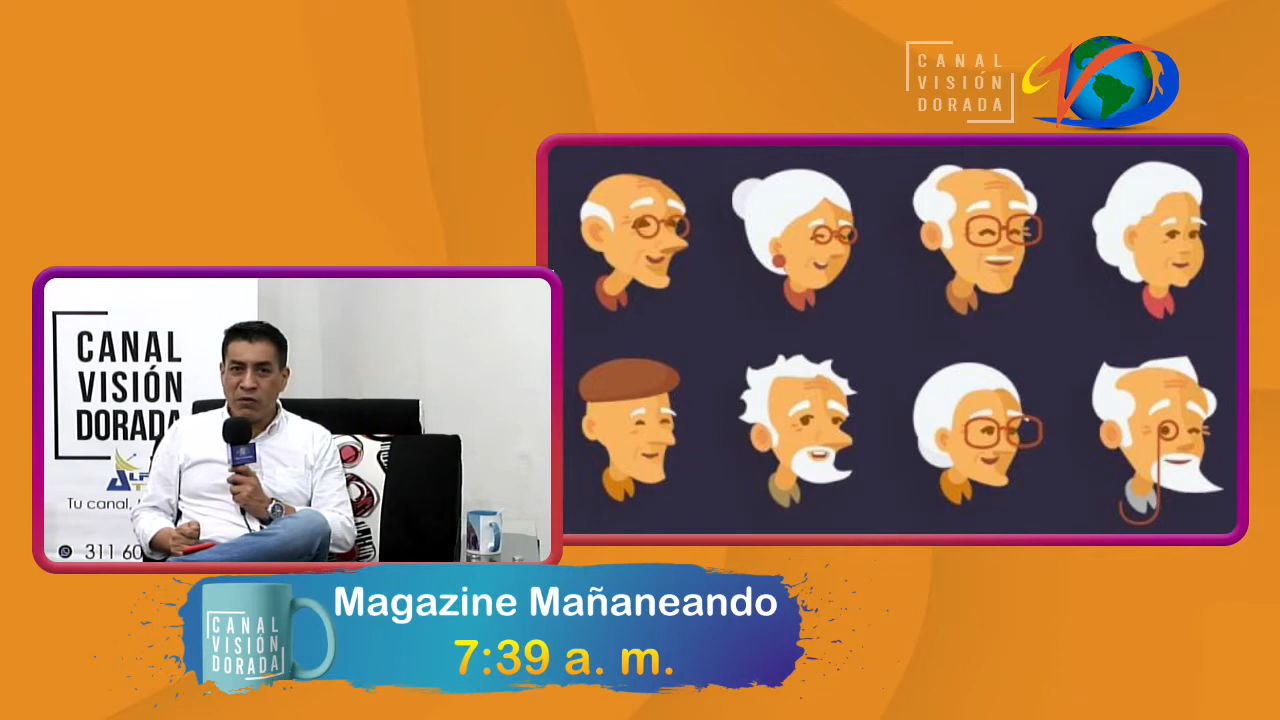 CANAL
VISIÓN
DORADA
CANAL
VISIÓN
DORADA
Tu canal,
311 60
CANAL
VISIÓN
DORADA
Magazine Mañaneando
7:39 a. m.